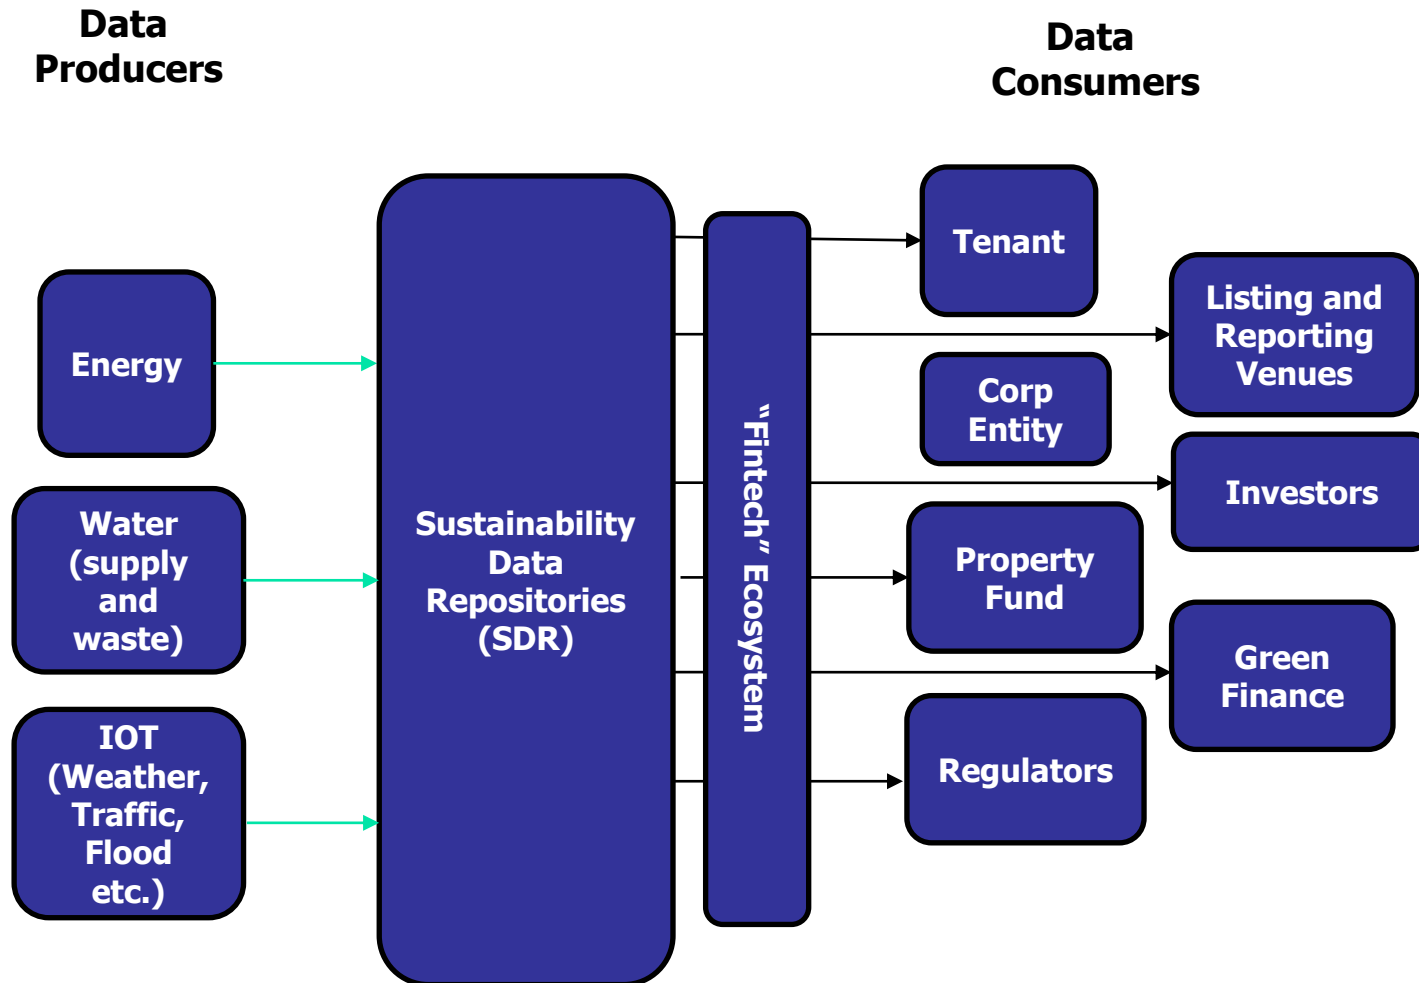 Data
Producers
Data
Consumers
Energy
Water
(supply
and
waste)
IOT
(Weather,
Traffic,
Flood
etc.)
Sustainability
Data
Repositories
(SDR)
“Fintech” Ecosystem
Tenant
Listing and
Reporting
Venues
Corp
Entity
Investors
Property
Fund
Green
Finance
Regulators